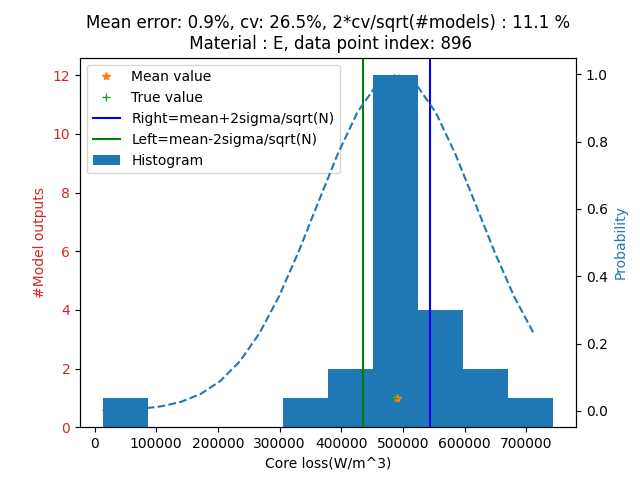 Mean error: 0.9%, cv: 26.5%, 2*cv/sqrt(#models) : 11.1 %
Material : E, data point index: 896
Mean value
True value
Right=mean+2sigma/sqrt(N)
Left=mean-2sigma/sqrt(N)
Histogram
#Model outputs
12
10
8
6
4
2
0
Probability
1.0
0.8
0.6
0.4
0.2
0.0
0 100000 200000 300000 400000 500000 600000 700000
Core loss(W/m^3)